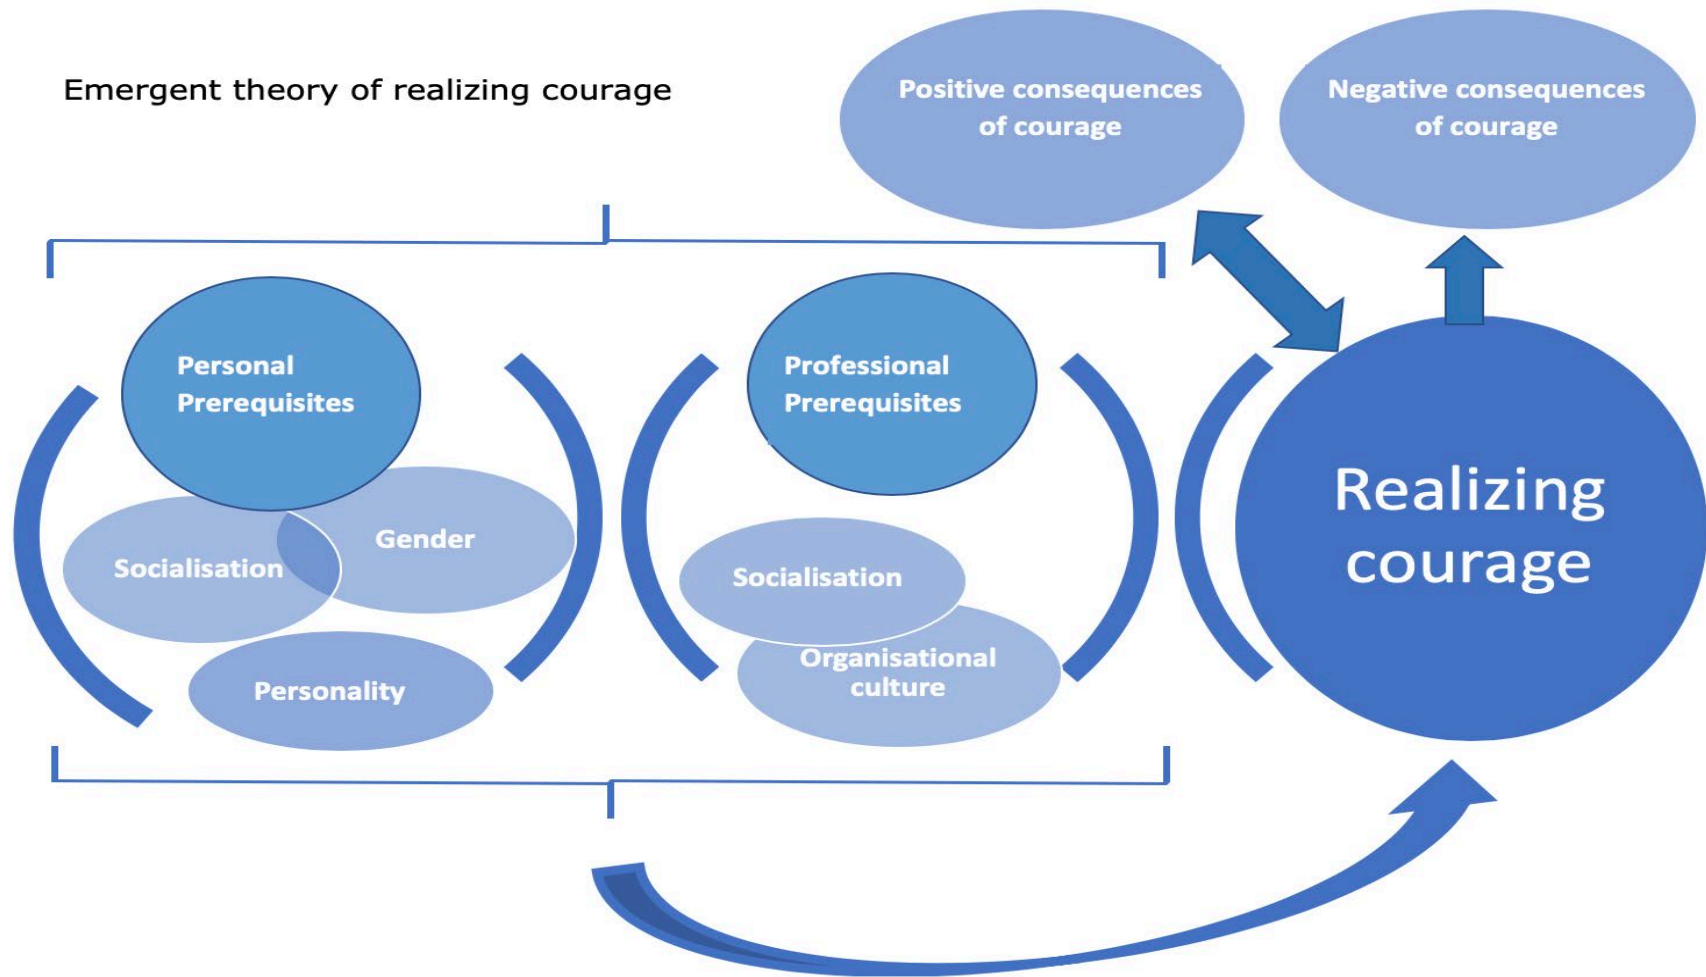 Emergent theory of realizing courage
Positive consequences
of courage
Negative consequences
of courage
Personal
Prerequisites
Socialisation
Gender
Personality
Professional
Prerequisites
Socialisation
Organisational
culture
Realizing
courage